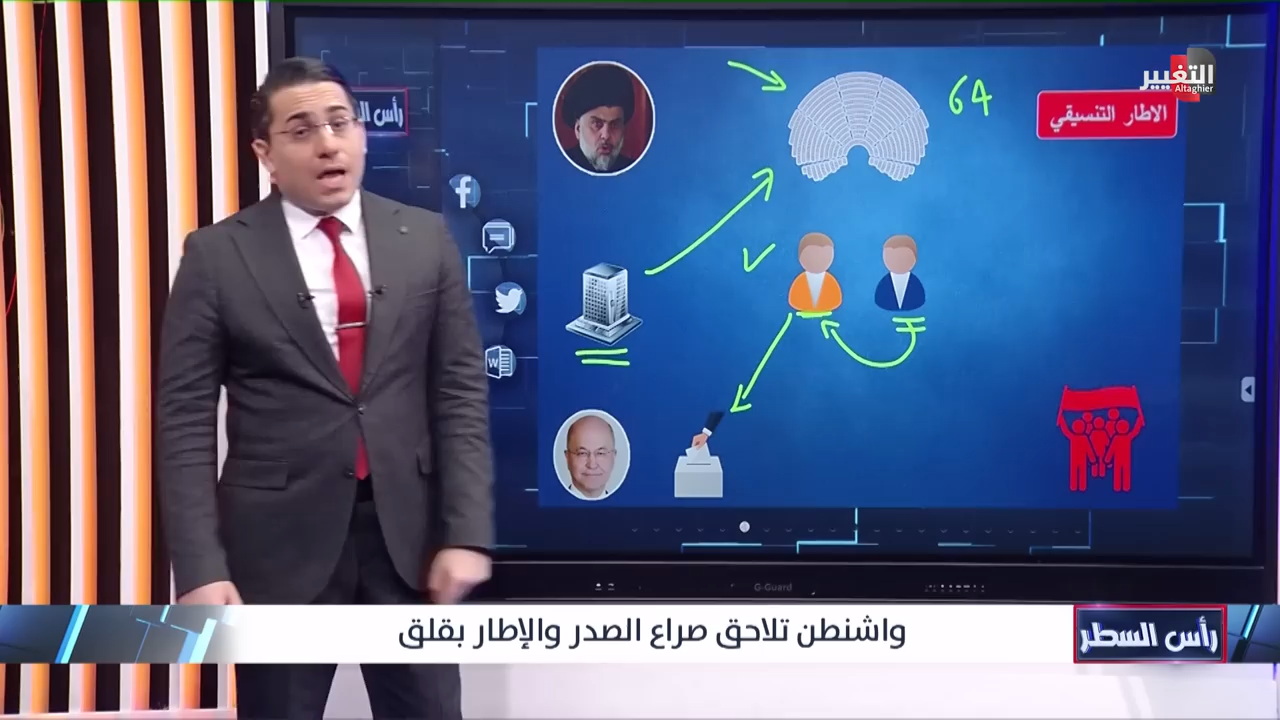 التغيير
Altaghier
رأس ال
64
الاطار التنسيقي
f
W
G-Guard
واشنطن تلاحق صراع الصدر والإطار بقلق
رأس السطر